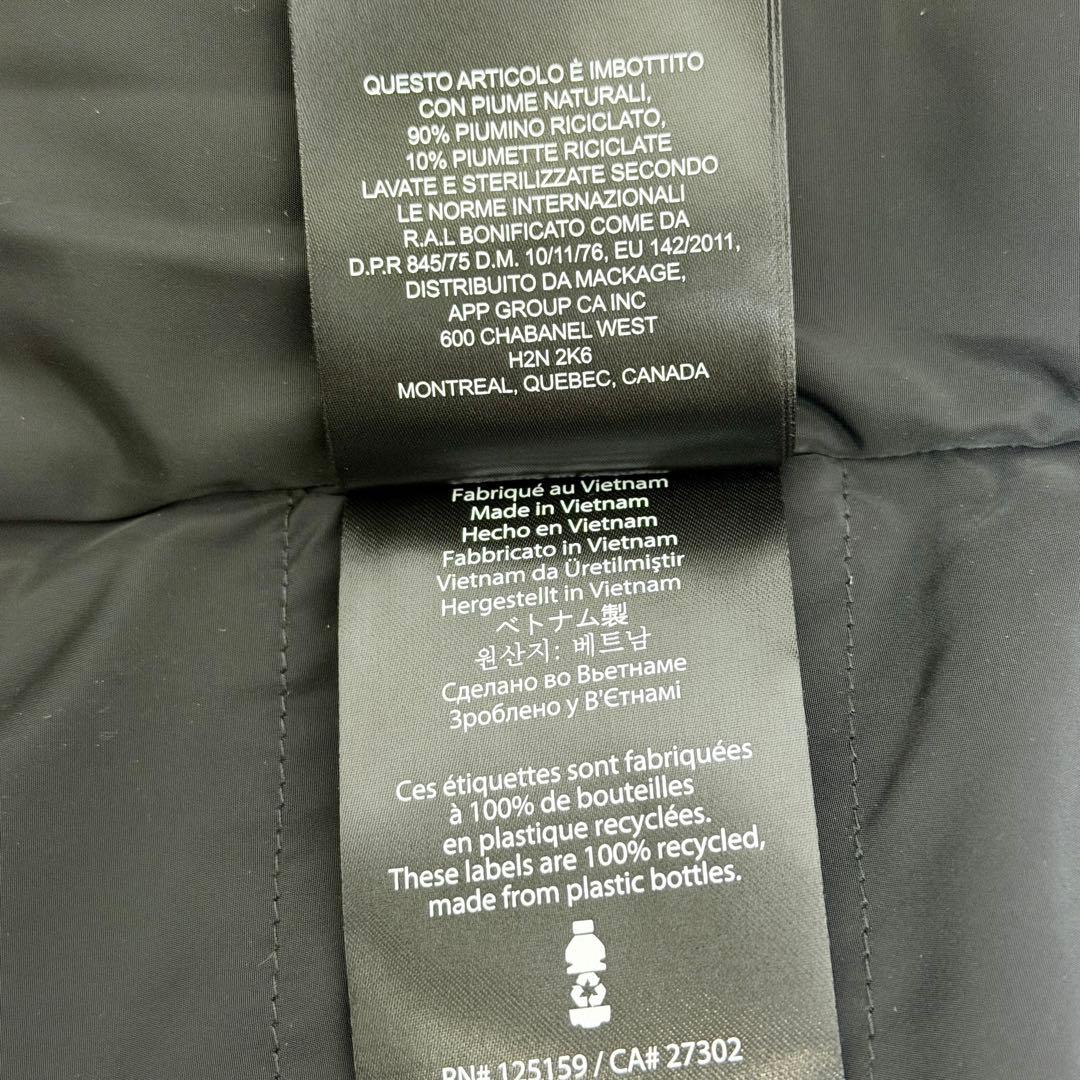 QUESTO ARTICOLO È IMBOTTITO
CON PIUME NATURALI,
90% PIUMINO RICICLATO,
10% PIUMETTE RICICLATE
LAVATE E STERILIZZATE SECONDO
LE NORME INTERNAZIONALI
R.A.L BONIFICATO COME DA
D.P.R 845/75 D.M. 10/11/76, EU 142/2011,
DISTRIBUITO DA MACKAGE,
APP GROUP CA INC
600 CHABANEL WEST
H2N 2K6
MONTREAL, QUEBEC, CANADA
Fabriqué au Vietnam
Made in Vietnam
Hecho en Vietnam
Fabbricato in Vietnam
Vietnam da Üretilmiştir
Hergestellt in Vietnam
ベトナム製
원산지: 베트남
Сделано во Вьетнаме
Зроблено у В'Єтнамі
Ces étiquettes sont fabriquées
à 100% de bouteilles
en plastique recyclées.
These labels are 100% recycled,
made from plastic bottles.
RN# 125159 / CA# 27302